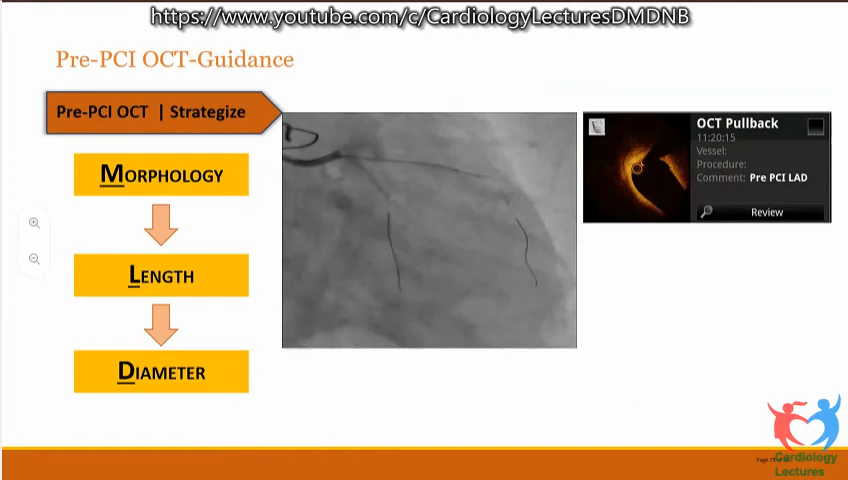 https://www.youtube.com/c/CardiologyLecturesDMDNB
Pre-PCI OCT-Guidance
Pre-PCI OCT | Strategize
MORPHOLOGY
LENGTH
DIAMETER
OCT Pullback
11:20:15
Vessel:
Procedure:
Comment: Pre PCI LAD
Review
Cardiology
Lectures